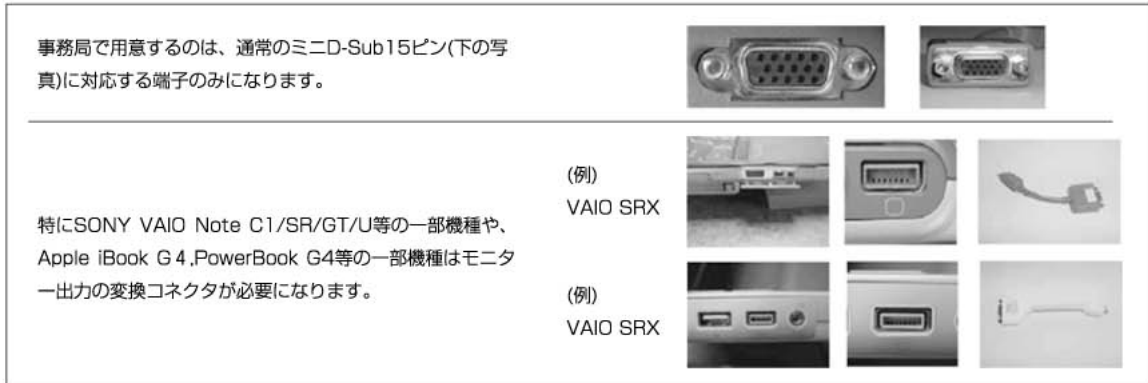 事務局で用意するのは、通常のミニD-Sub15ピン(下の写
真)に対応する端子のみになります。
特にSONY VAIO Note C1/SR/GT/U等の一部機種や、
Apple iBook G4,PowerBook G4等の一部機種はモニタ
ー出力の変換コネクタが必要になります。
(例)
VAIO SRX
(例)
VAIO SRX